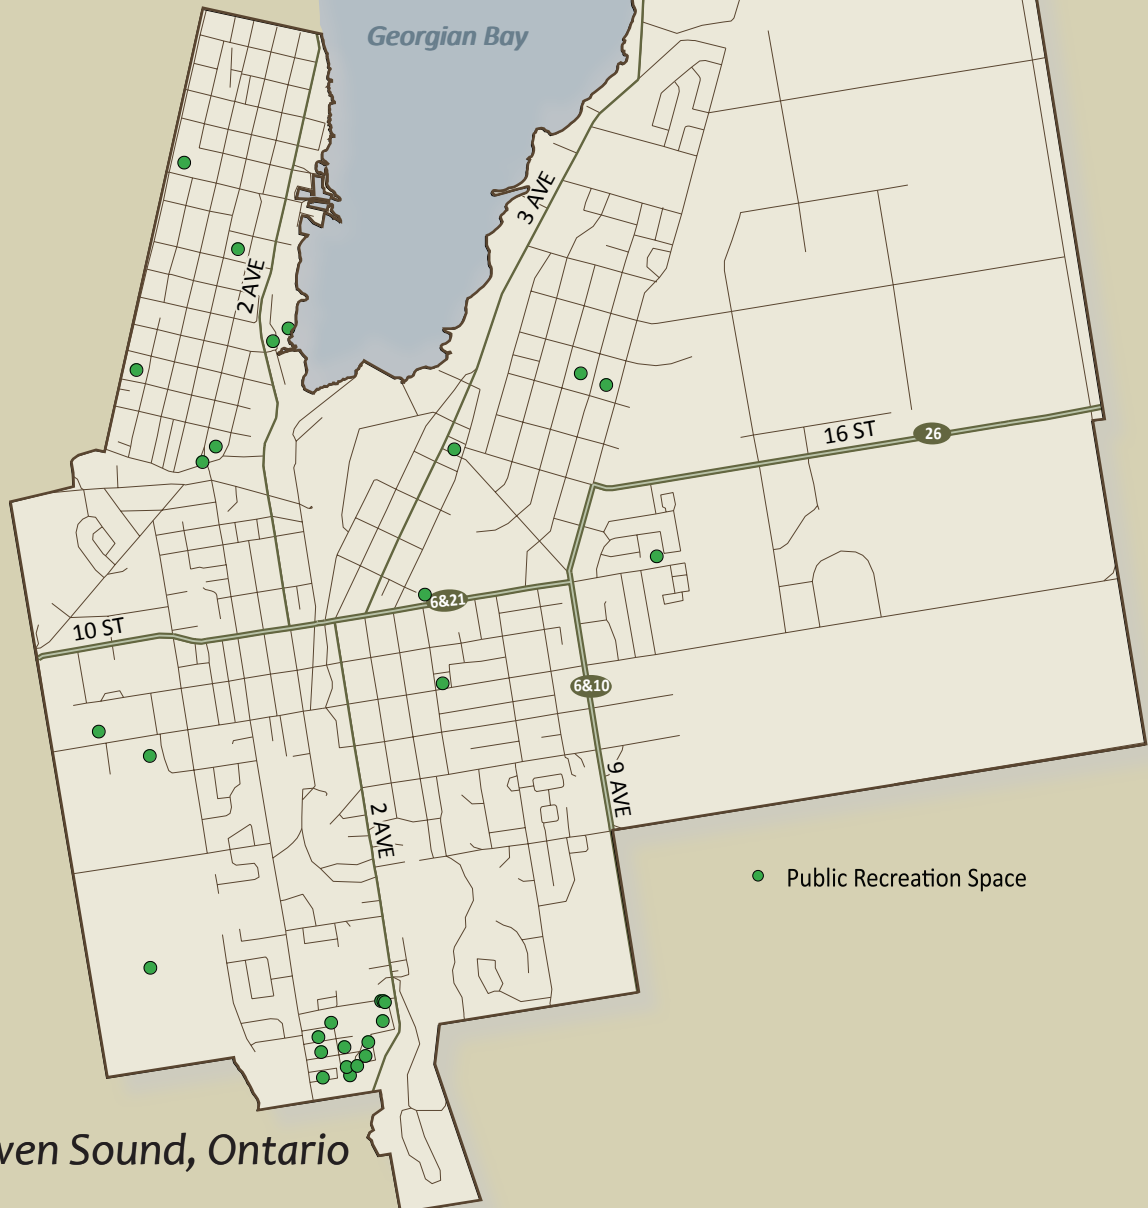 Georgian Bay
3 AVE
2 AVE
16 ST
26
6&21
10 ST
6&10
9 AVE
2 AVE
Public Recreation Space
wen Sound, Ontario